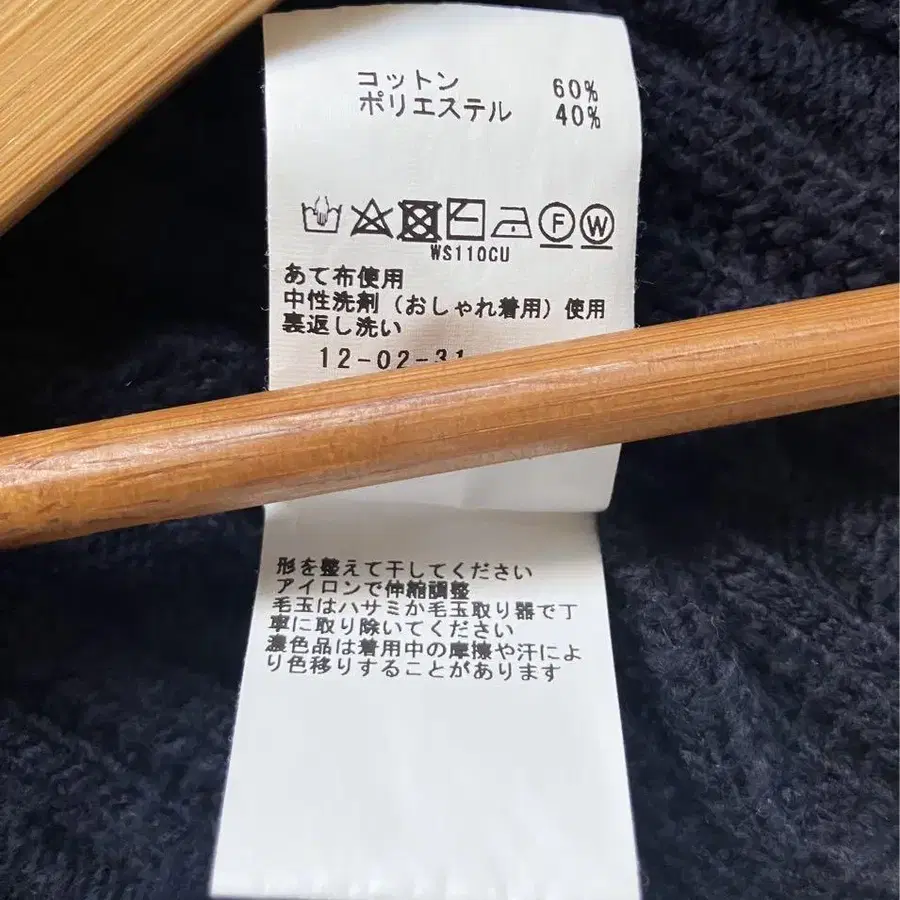 コットン 60%
ポリエステル 40%
F W
WS110CU
あて布使用
中性洗剤（おしゃれ着用）使用
裏返し洗い
12-02-31
形を整えて干してください
アイロンで伸縮調整
毛玉はハサミか毛玉取り器で丁
寧に取り除いてください
濃色品は着用中の摩擦や汗によ
り色移りすることがあります